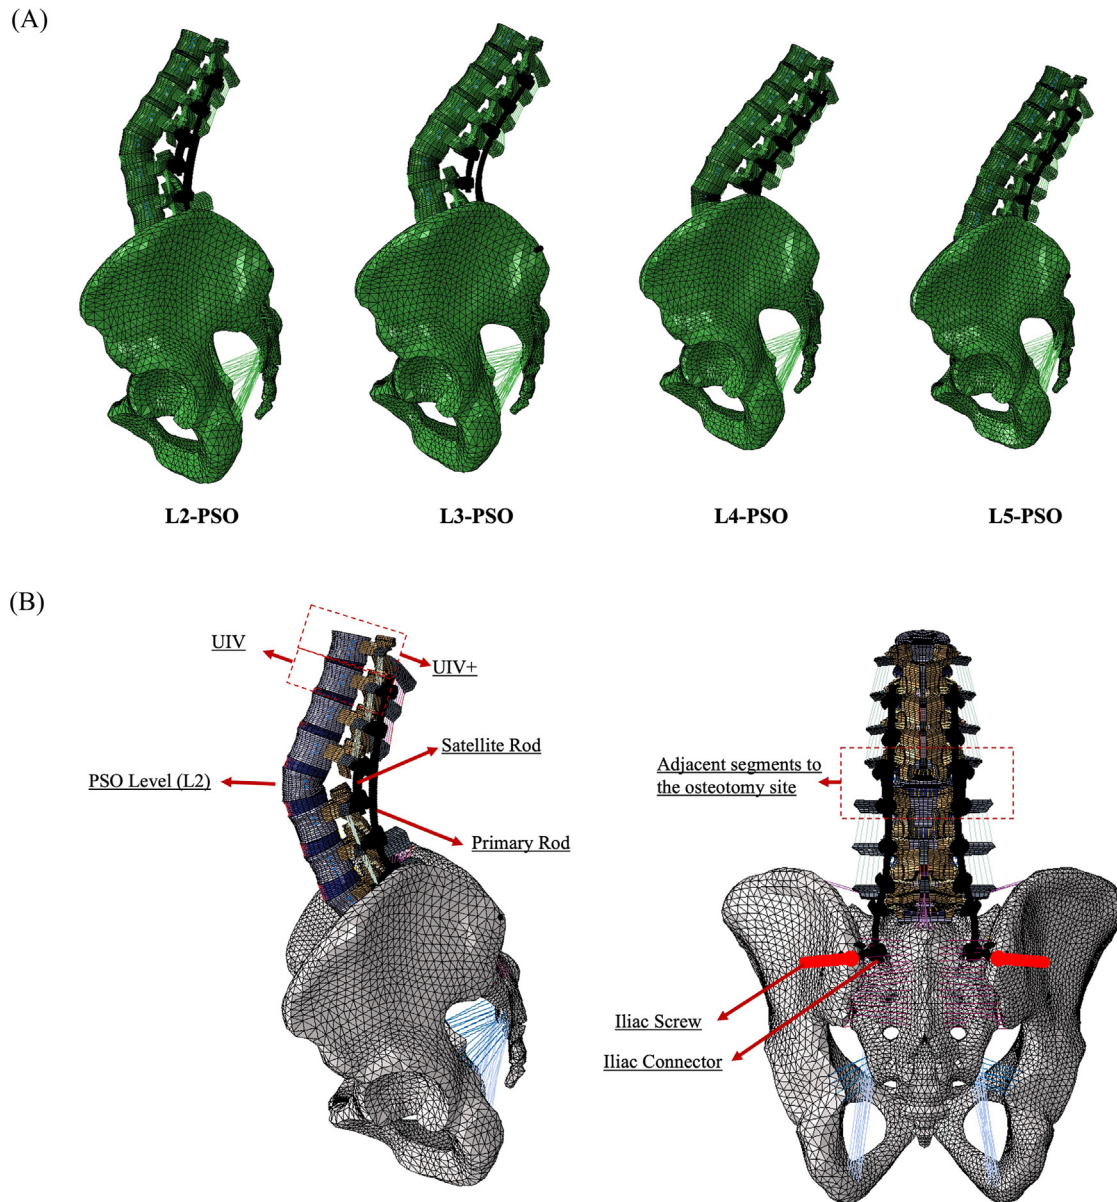 (A)
L2-PSO
L3-PSO
L4-PSO
L5-PSO
(B)
UIV
UIV+
Satellite Rod
PSO Level (L2)
Primary Rod
Adjacent segments to
the osteotomy site
Iliac Screw
Iliac Connector